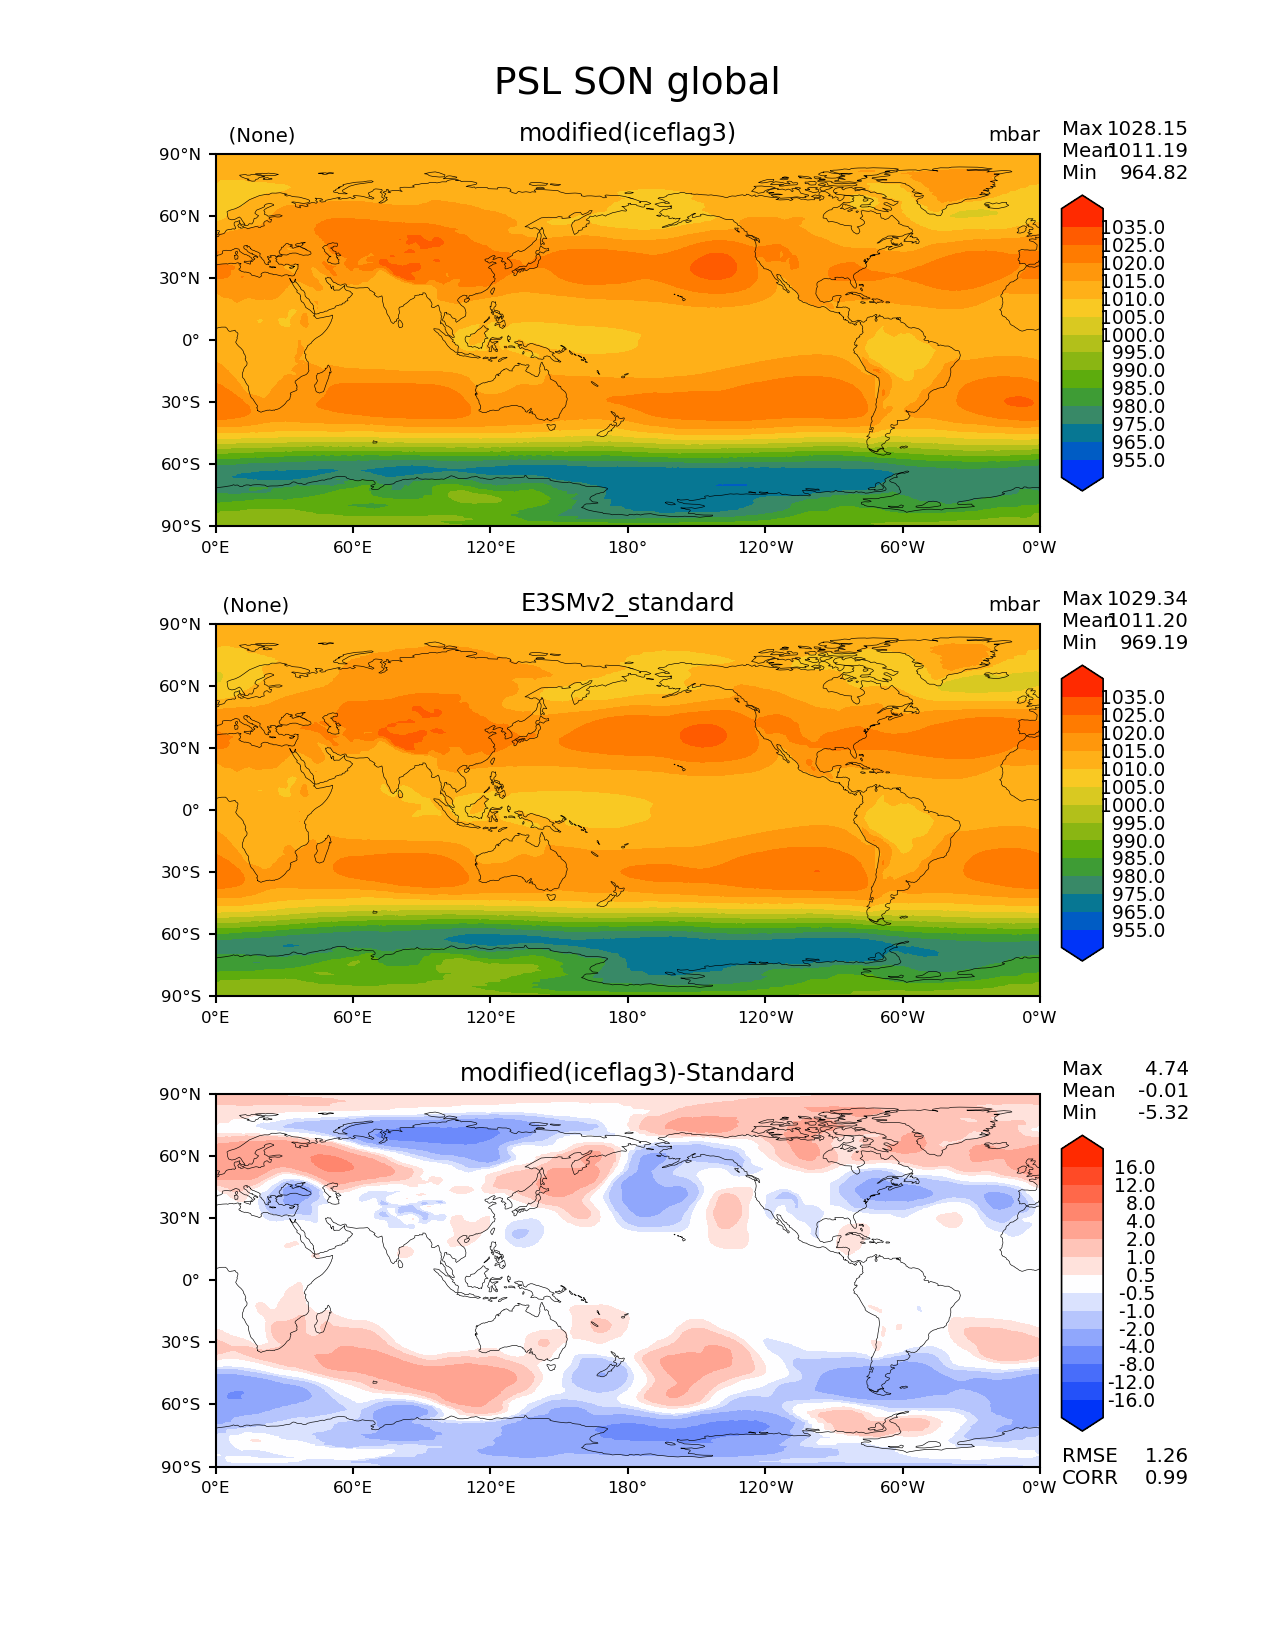 PSL SON global
(None) modified(iceflag3) mbar
Max 1028.15
Mean 1011.19
Min 964.82
90°N
60°N
30°N
0°
30°S
60°S
90°S
0°E 60°E 120°E 180° 120°W 60°W 0°W
1035.0
1025.0
1020.0
1015.0
1010.0
1005.0
1000.0
995.0
990.0
985.0
980.0
975.0
965.0
955.0
(None) E3SMv2_standard mbar
Max 1029.34
Mean 1011.20
Min 969.19
90°N
60°N
30°N
0°
30°S
60°S
90°S
0°E 60°E 120°E 180° 120°W 60°W 0°W
1035.0
1025.0
1020.0
1015.0
1010.0
1005.0
1000.0
995.0
990.0
985.0
980.0
975.0
965.0
955.0
modified(iceflag3)-Standard
Max 4.74
Mean -0.01
Min -5.32
90°N
60°N
30°N
0°
30°S
60°S
90°S
0°E 60°E 120°E 180° 120°W 60°W 0°W
16.0
12.0
8.0
4.0
2.0
1.0
0.5
-0.5
-1.0
-2.0
-4.0
-8.0
-12.0
-16.0
RMSE 1.26
CORR 0.99